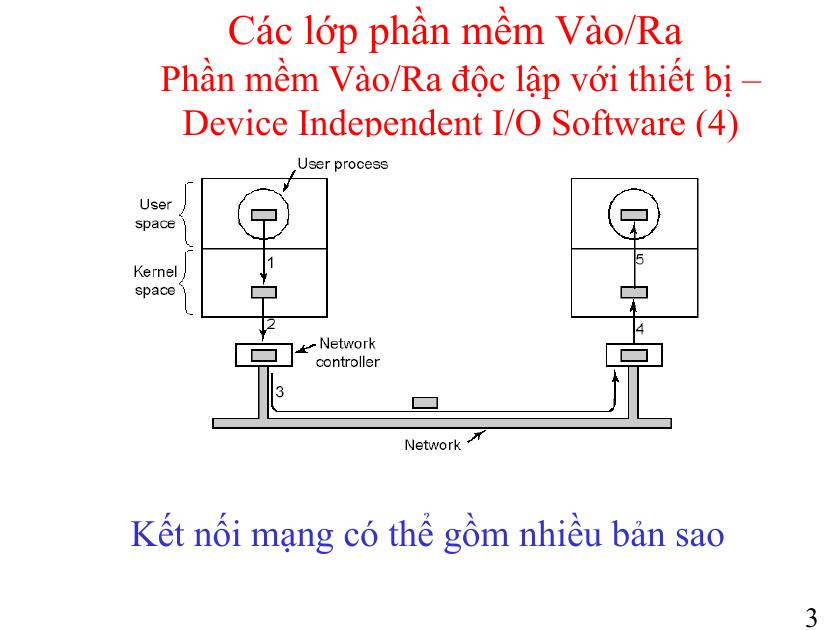 Các lớp phần mềm Vào/Ra
Phần mềm Vào/Ra độc lập với thiết bị –
Device Independent I/O Software (4)
User process
User
space
1
5
Kernel
space
2
4
Network
controller
3
Network
Kết nối mạng có thể gồm nhiều bản sao
3